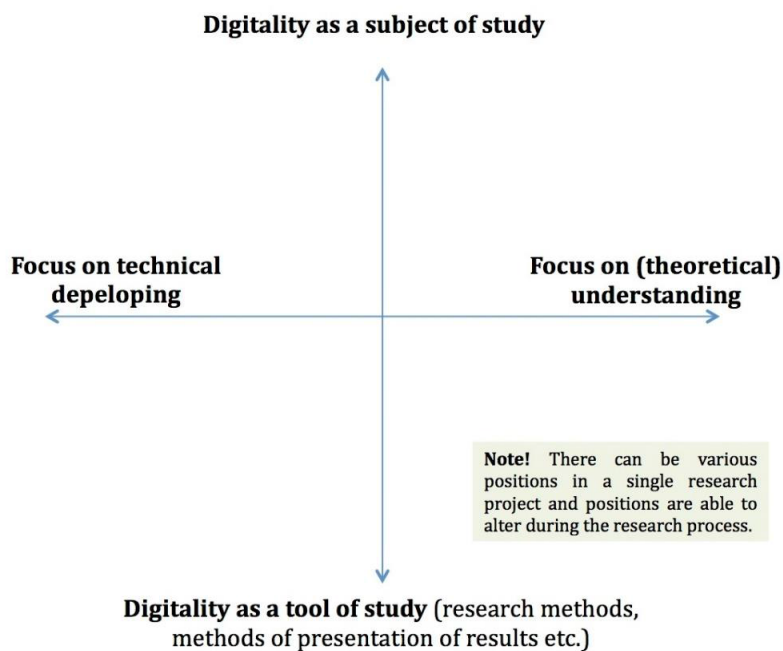 Digitality as a subject of study
Focus on technical
depeloping
Focus on (theoretical)
understanding
Note! There can be various
positions in a single research
project and positions are able to
alter during the research process.
Digitality as a tool of study (research methods,
methods of presentation of results etc.)